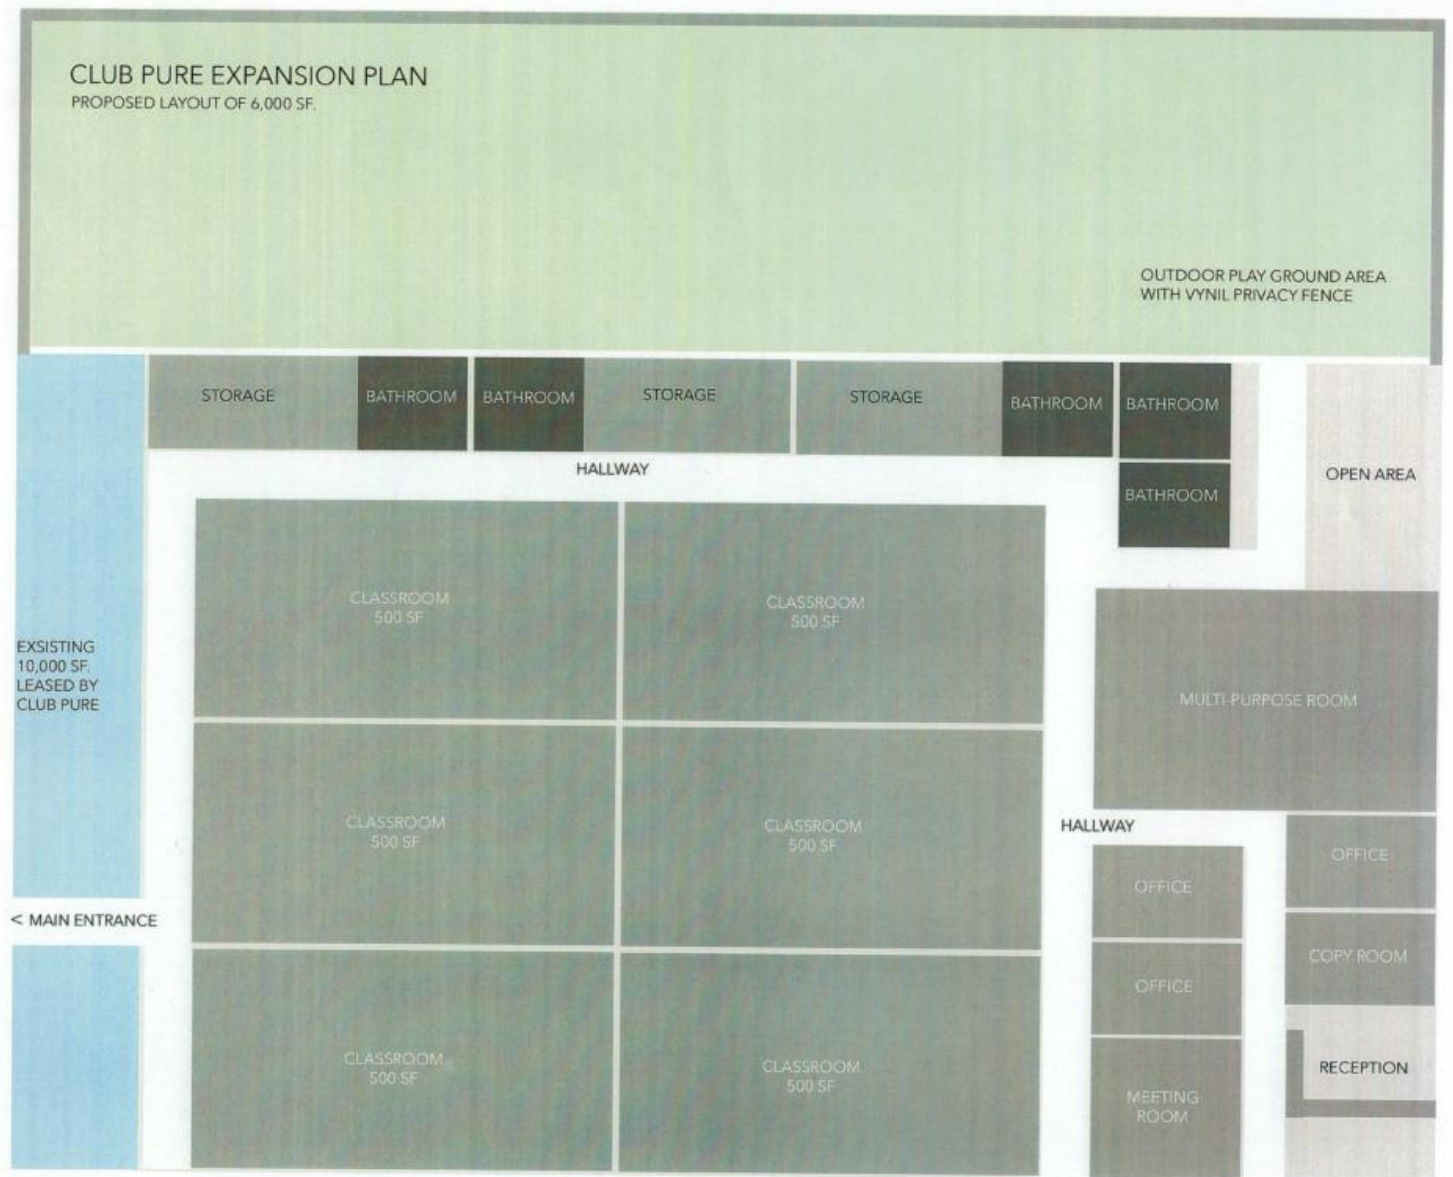 CLUB PURE EXPANSION PLAN
PROPOSED LAYOUT OF 6,000 SF.
OUTDOOR PLAY GROUND AREA
WITH VYNIL PRIVACY FENCE
STORAGE
BATHROOM
BATHROOM
STORAGE
STORAGE
BATHROOM
BATHROOM
HALLWAY
BATHROOM
OPEN AREA
CLASSROOM
500 SF
CLASSROOM
500 SF
EXSISTING
10,000 SF.
LEASED BY
CLUB PURE
MULTI-PURPOSE ROOM
CLASSROOM
500 SF
CLASSROOM
500 SF
HALLWAY
OFFICE
OFFICE
< MAIN ENTRANCE
COPY ROOM
OFFICE
CLASSROOM
500 SF
CLASSROOM
500 SF
RECEPTION
MEETING
ROOM